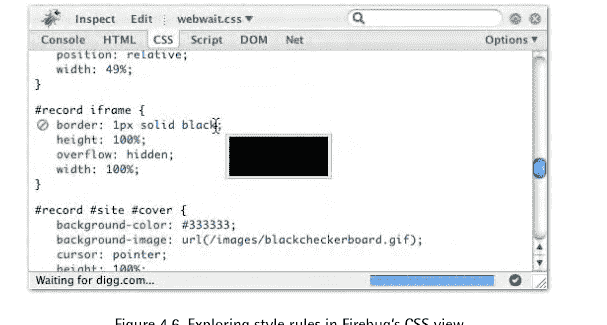 Inspect Edit webwait.css ▼
Console HTML CSS Script DOM Net Options ▼
position: relative;
width: 49%;
}
#record iframe {
border: 1px solid black;
height: 100%;
overflow: hidden;
width: 100%;
}
#record #site #cover {
background-color: #333333;
background-image: url(/images/blackcheckerboard.gif);
cursor: pointer;
height: 100%;
Waiting for digg.com...
Figure 4.6 Exploring style rules in Firebug's CSS view